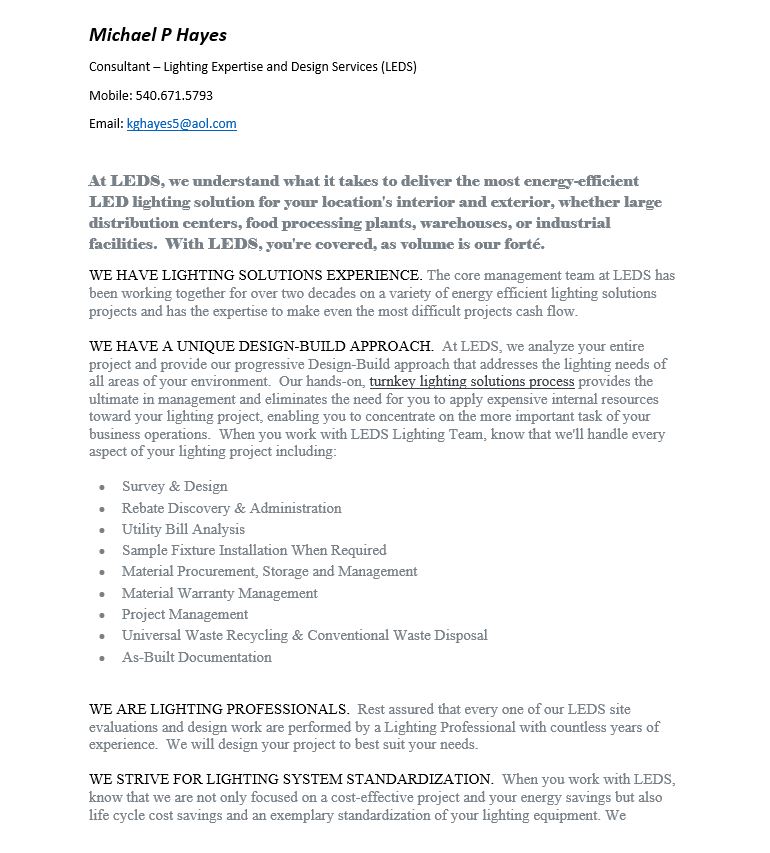 Michael P Hayes
Consultant – Lighting Expertise and Design Services (LEDS)
Mobile: 540.671.5793
Email: kghayes5@aol.com
At LEDS, we understand what it takes to deliver the most energy-efficient
LED lighting solution for your location's interior and exterior, whether large
distribution centers, food processing plants, warehouses, or industrial
facilities.  With LEDS, you're covered, as volume is our forté.
WE HAVE LIGHTING SOLUTIONS EXPERIENCE. The core management team at LEDS has
been working together for over two decades on a variety of energy efficient lighting solutions
projects and has the expertise to make even the most difficult projects cash flow.
WE HAVE A UNIQUE DESIGN-BUILD APPROACH.  At LEDS, we analyze your entire
project and provide our progressive Design-Build approach that addresses the lighting needs of
all areas of your environment.  Our hands-on, turnkey lighting solutions process provides the
ultimate in management and eliminates the need for you to apply expensive internal resources
toward your lighting project, enabling you to concentrate on the more important task of your
business operations.  When you work with LEDS Lighting Team, know that we'll handle every
aspect of your lighting project including:
• Survey & Design
• Rebate Discovery & Administration
• Utility Bill Analysis
• Sample Fixture Installation When Required
• Material Procurement, Storage and Management
• Material Warranty Management
• Project Management
• Universal Waste Recycling & Conventional Waste Disposal
• As-Built Documentation
WE ARE LIGHTING PROFESSIONALS.  Rest assured that every one of our LEDS site
evaluations and design work are performed by a Lighting Professional with countless years of
experience.  We will design your project to best suit your needs.
WE STRIVE FOR LIGHTING SYSTEM STANDARDIZATION.  When you work with LEDS,
know that we are not only focused on a cost-effective project and your energy savings but also
life cycle cost savings and an exemplary standardization of your lighting equipment. We